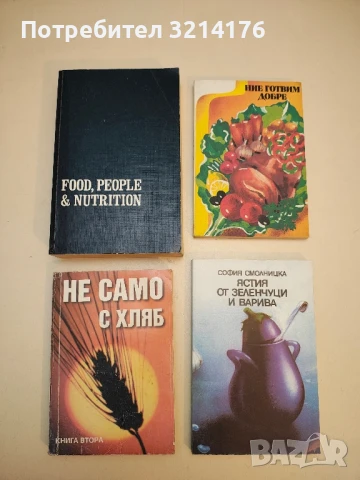 Потребител 3214176
FOOD, PEOPLE
& NUTRITION
НИЕ ГОТВИМ
ДОБРЕ
НЕ САМО
С ХЛЯБ
КНИГА ВТОРА
СОФИЯ СМОЛНИЦКА
ЯСТИЯ
ОТ ЗЕЛЕНЧУЦИ
И ВАРИВА
BAZAR